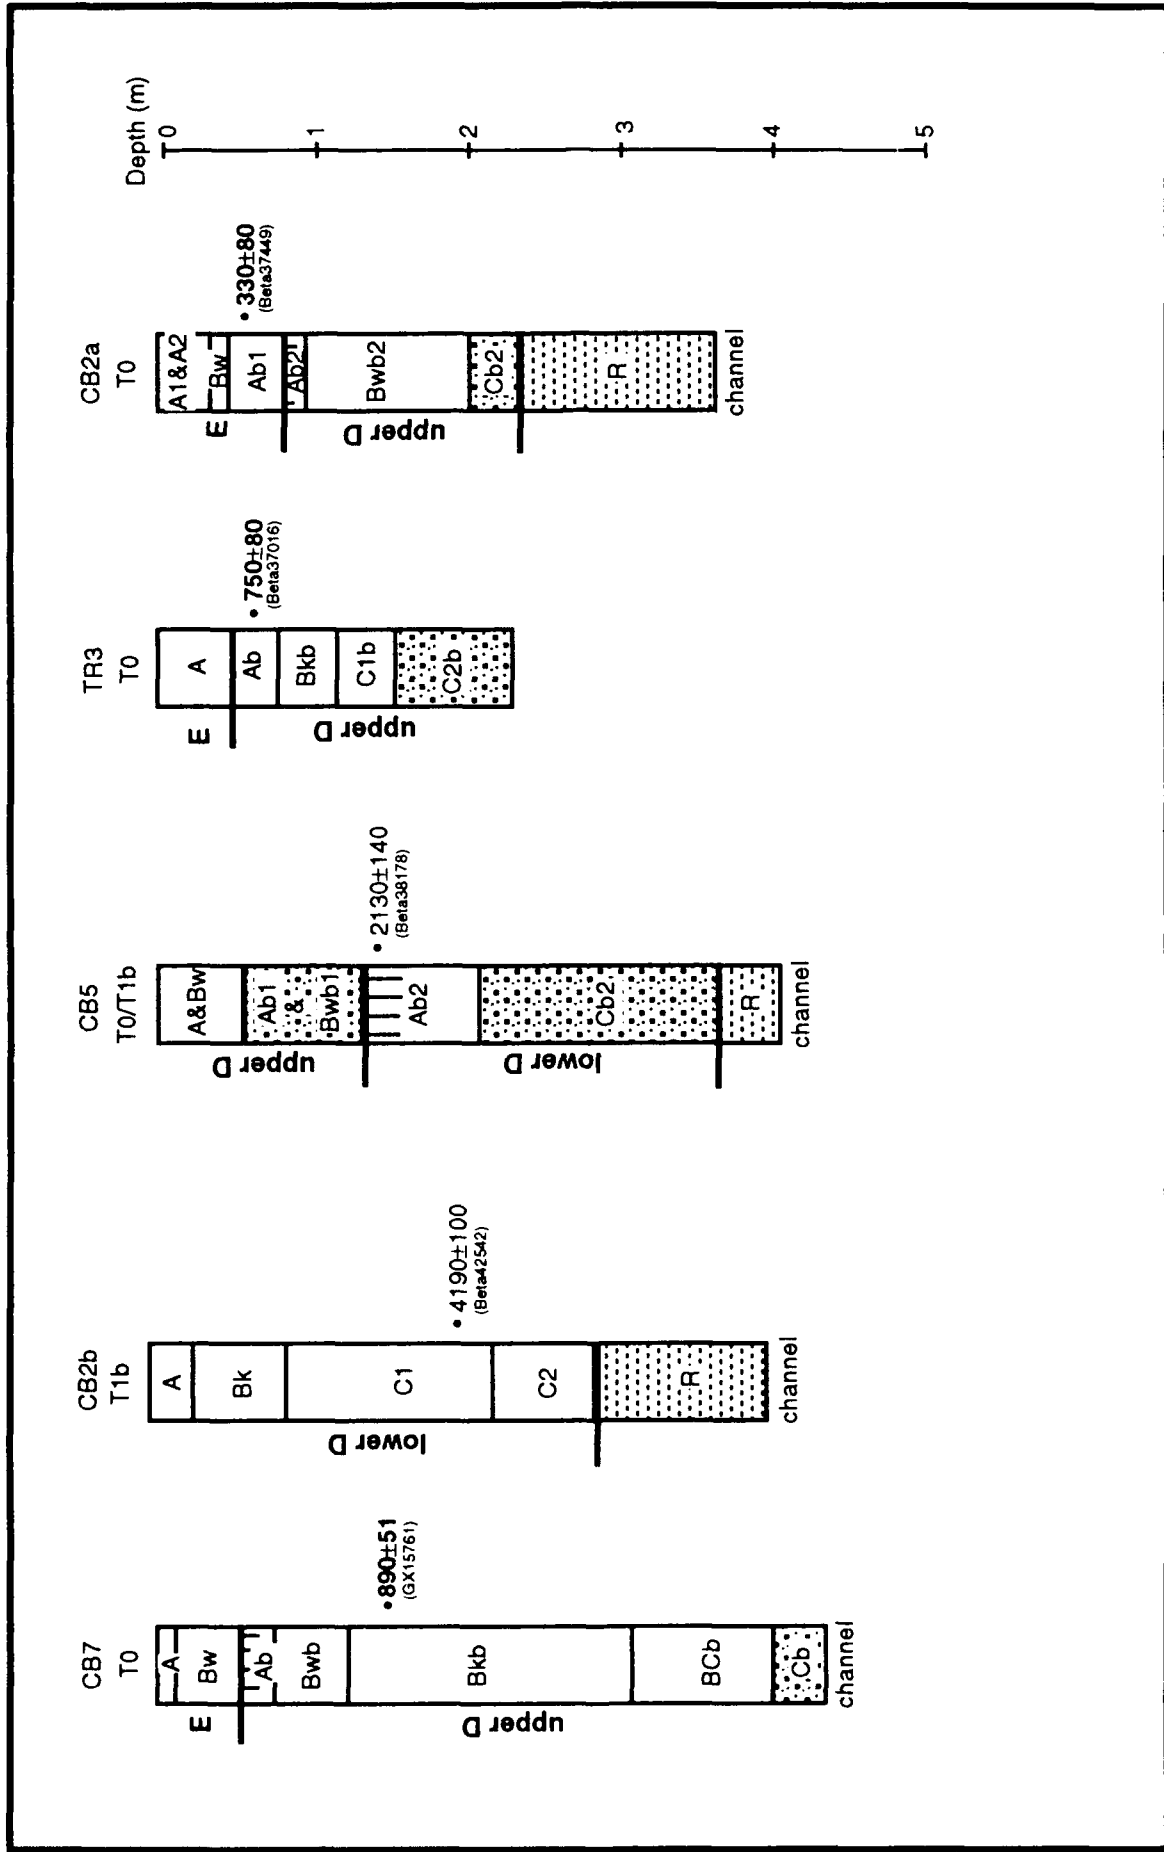 CB7
T0
A
Bw
Ab
Bwb
Bkb
BCb
Cb
channel
E
upper D
•890±51
(GX15761)
CB2b
T1b
A
Bk
C1
C2
R
channel
lower D
• 4190±100
(Beta42542)
CB5
T0/T1b
A&Bw
Ab1
&
Bwb1
Ab2
Cb2
R
channel
upper D
lower D
• 2130±140
(Beta38178)
TR3
T0
A
Ab
Bkb
C1b
C2b
E
upper D
• 750±80
(Beta37016)
CB2a
T0
A1&A2
Bw
Ab1
Ab2
Bwb2
Cb2
R
channel
E
upper D
• 330±80
(Beta37449)
Depth (m)
0
1
2
3
4
5